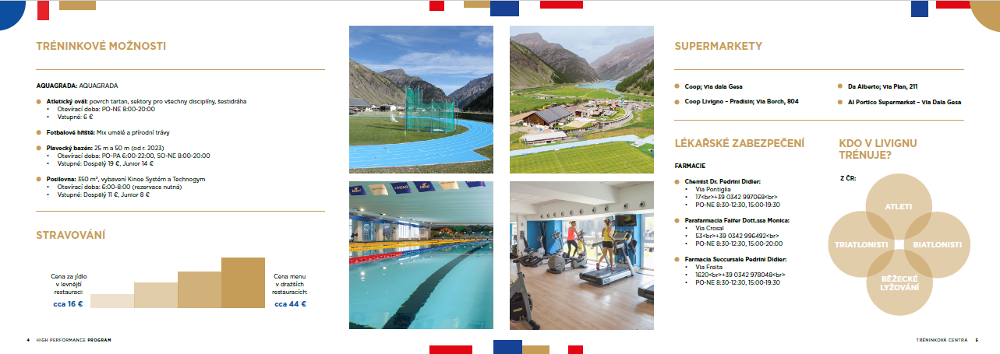 TRÉNINKOVÉ MOŽNOSTI
AQUAGRADA: AQUAGRADA
Atletický ovál: povrch tartan, sektory pro všechny disciplíny, šestidráha
• Otevírací doba: PO-NE 8:00-20:00
• Vstupné: 6 €
Fotbalové hřiště: Mix umělé a přírodní trávy
Plavecký bazén: 25 m a 50 m (od r. 2023)
• Otevírací doba: PO-PA 6:00-22:00, SO-NE 8:00-20:00
• Vstupné: Dospělý 19 €, Junior 14 €
Posilovna: 350 m², vybavení Kinoe Systém a Technogym
• Otevírací doba: 6:00-8:00 (rezervace nutná)
• Vstupné: Dospělý 11 €, Junior 8 €
STRAVOVÁNÍ
Cena za jídlo
v levnější
restauraci:
cca 16 €
Cena menu
v dražších
restauracích:
cca 44 €
4 HIGH PERFORMANCE PROGRAM
LIVIGNO
SUPERMARKETY
Coop; Via dala Gesa
Coop Livigno – Pradisin; Via Borch, 804
Da Alberto; Via Plan, 211
Al Portico Supermarket – Via Dala Gesa
LÉKAŘSKÉ ZABEZPEČENÍ
FARMACIE
Chemist Dr. Pedrini Didier:
• Via Pontiglia
• 17<br>+39 0342 997068<br>
• PO-NE 8:30-12:30, 15:00-19:30
Parafarmacia Faifer Dott.ssa Monica:
• Via Crosal
• 53<br>+39 0342 996492<br>
• PO-NE 8:30-12:30, 15:00-20:00
Farmacia Succursale Pedrini Didier:
• Via Freita
• 1620<br>+39 0342 978048<br>
• PO-NE 8:30-12:30, 15:00-19:30
KDO V LIVIGNU
TRÉNUJE?
Z ČR:
ATLETI
TRIATLONISTI
BIATLONISTI
BĚŽECKÉ
LYŽOVÁNÍ
TRÉNINKOVÁ CENTRA 5